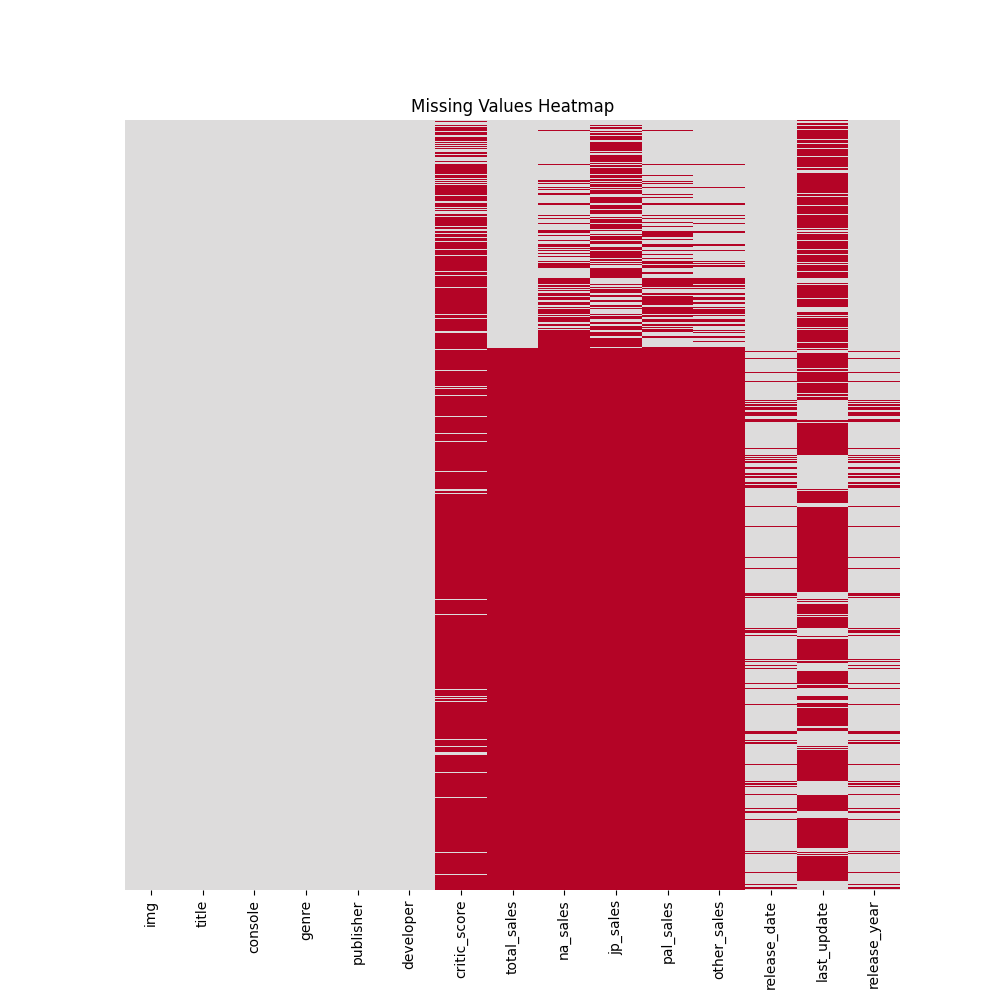 Missing Values Heatmap
img
title
console
genre
publisher
developer
critic_score
total_sales
na_sales
jp_sales
pal_sales
other_sales
release_date
last_update
release_year